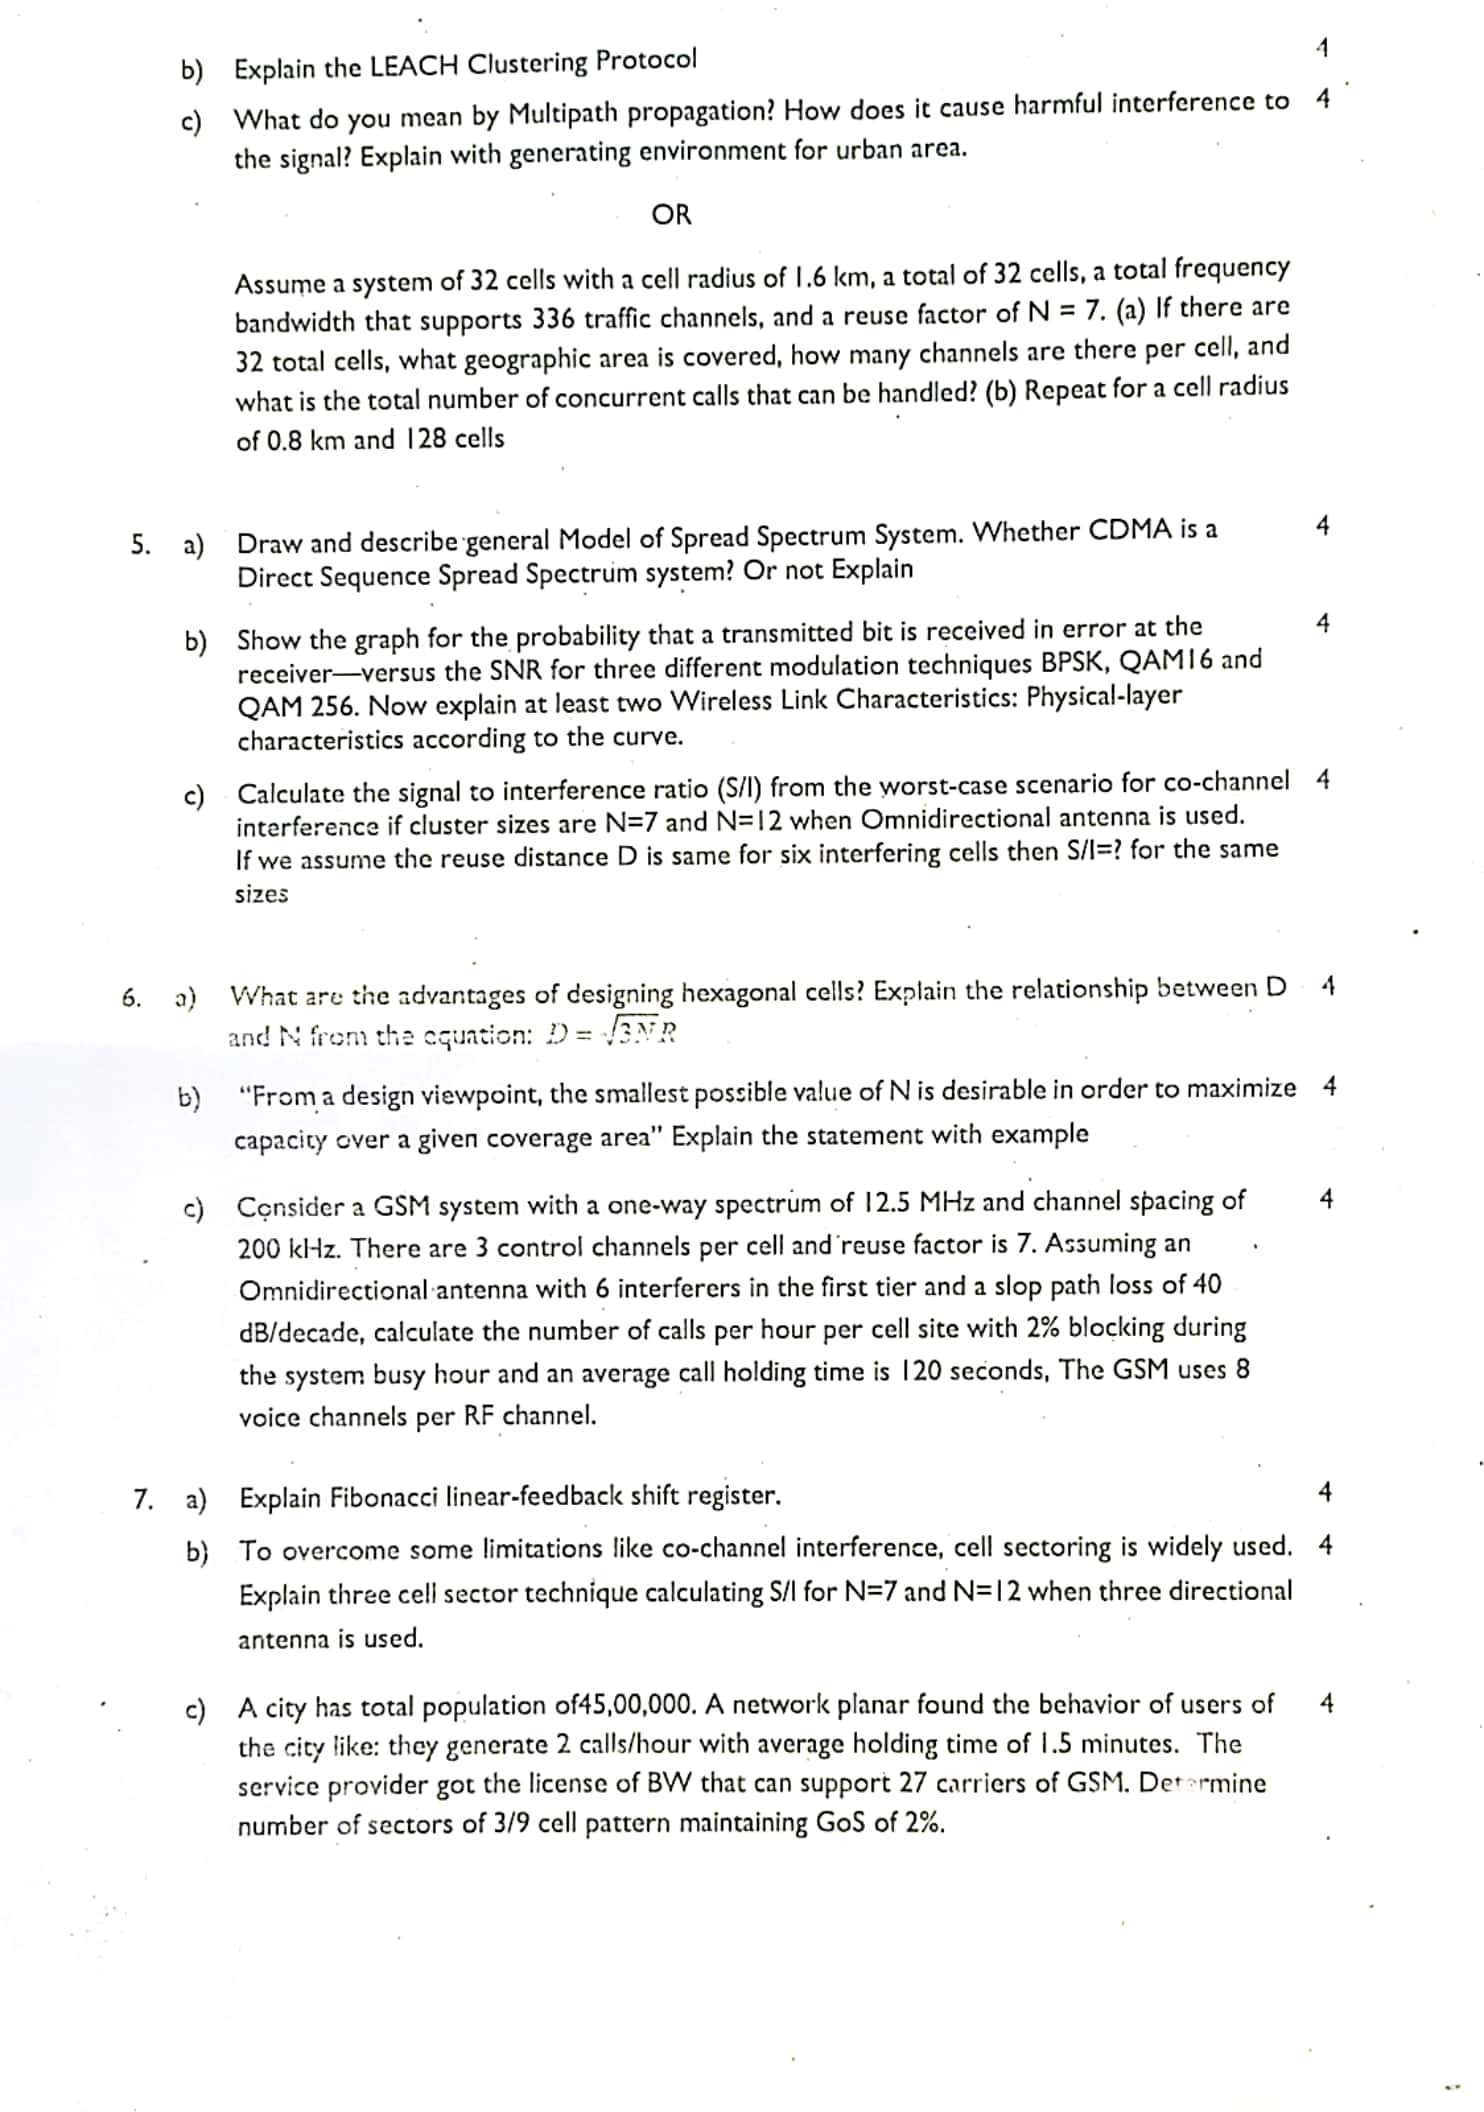 b) Explain the LEACH Clustering Protocol 4
c) What do you mean by Multipath propagation? How does it cause harmful interference to 4
the signal? Explain with generating environment for urban area.
OR
Assume a system of 32 cells with a cell radius of 1.6 km, a total of 32 cells, a total frequency
bandwidth that supports 336 traffic channels, and a reuse factor of N = 7. (a) If there are
32 total cells, what geographic area is covered, how many channels are there per cell, and
what is the total number of concurrent calls that can be handled? (b) Repeat for a cell radius
of 0.8 km and 128 cells
5. a) Draw and describe general Model of Spread Spectrum System. Whether CDMA is a 4
Direct Sequence Spread Spectrum system? Or not Explain
b) Show the graph for the probability that a transmitted bit is received in error at the 4
receiver—versus the SNR for three different modulation techniques BPSK, QAM16 and
QAM 256. Now explain at least two Wireless Link Characteristics: Physical-layer
characteristics according to the curve.
c) Calculate the signal to interference ratio (S/I) from the worst-case scenario for co-channel 4
interference if cluster sizes are N=7 and N=12 when Omnidirectional antenna is used.
If we assume the reuse distance D is same for six interfering cells then S/I=? for the same
sizes
6. a) What are the advantages of designing hexagonal cells? Explain the relationship between D 4
and N from the equation: D = √3NR
b) “From a design viewpoint, the smallest possible value of N is desirable in order to maximize 4
capacity over a given coverage area” Explain the statement with example
c) Consider a GSM system with a one-way spectrum of 12.5 MHz and channel spacing of 4
200 kHz. There are 3 control channels per cell and reuse factor is 7. Assuming an
Omnidirectional antenna with 6 interferers in the first tier and a slop path loss of 40
dB/decade, calculate the number of calls per hour per cell site with 2% blocking during
the system busy hour and an average call holding time is 120 seconds, The GSM uses 8
voice channels per RF channel.
7. a) Explain Fibonacci linear-feedback shift register. 4
b) To overcome some limitations like co-channel interference, cell sectoring is widely used. 4
Explain three cell sector technique calculating S/I for N=7 and N=12 when three directional
antenna is used.
c) A city has total population of45,00,000. A network planar found the behavior of users of 4
the city like: they generate 2 calls/hour with average holding time of 1.5 minutes. The
service provider got the license of BW that can support 27 carriers of GSM. Determine
number of sectors of 3/9 cell pattern maintaining GoS of 2%.